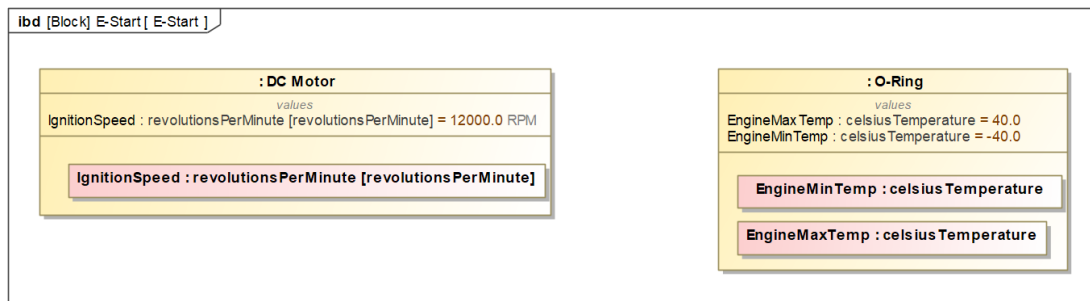 ibd [Block] E-Start [ E-Start ]
: DC Motor
values
IgnitionSpeed : revolutionsPerMinute [revolutionsPerMinute] = 12000.0 RPM
IgnitionSpeed : revolutionsPerMinute [revolutionsPerMinute]
: O-Ring
values
EngineMaxTemp : celsiusTemperature = 40.0
EngineMinTemp : celsiusTemperature = -40.0
EngineMinTemp : celsiusTemperature
EngineMaxTemp : celsiusTemperature